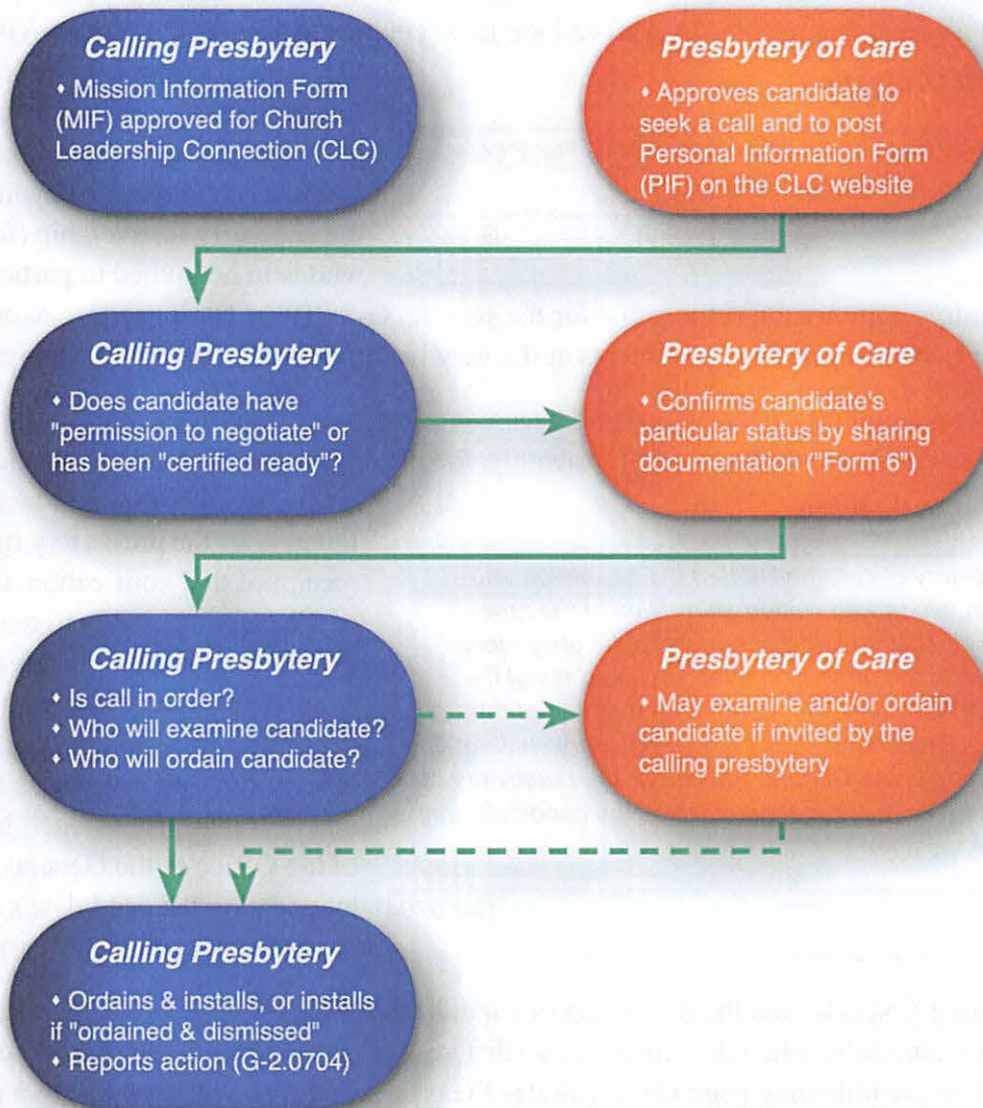 Calling Presbytery
• Mission Information Form
(MIF) approved for Church
Leadership Connection (CLC)
Presbytery of Care
• Approves candidate to
seek a call and to post
Personal Information Form
(PIF) on the CLC website
Calling Presbytery
• Does candidate have
"permission to negotiate" or
has been "certified ready"?
Presbytery of Care
• Confirms candidate's
particular status by sharing
documentation ("Form 6")
Calling Presbytery
• Is call in order?
• Who will examine candidate?
• Who will ordain candidate?
Presbytery of Care
• May examine and/or ordain
candidate if invited by the
calling presbytery
Calling Presbytery
• Ordains & installs, or installs
if "ordained & dismissed"
• Reports action (G-2.0704)